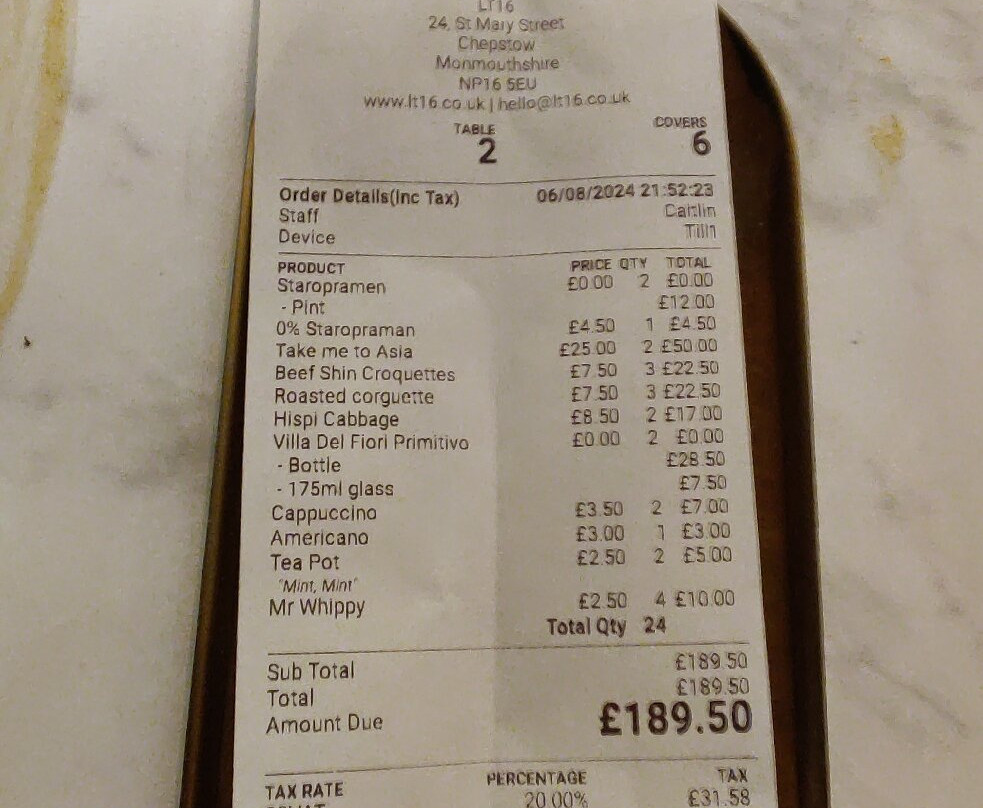 LT16
24, St Mary Street
Chepstow
Monmouthshire
NP16 5EU
www.lt16.co.uk | hello@lt16.co.uk
TABLE COVERS
2 6
Order Details(Inc Tax) 06/08/2024 21:52:23
Staff Caitlin
Device Till1
PRODUCT PRICE QTY TOTAL
Staropramen £0.00 2 £0.00
- Pint £12.00
0% Staropraman £4.50 1 £4.50
Take me to Asia £25.00 2 £50.00
Beef Shin Croquettes £7.50 3 £22.50
Roasted corguette £7.50 3 £22.50
Hispi Cabbage £8.50 2 £17.00
Villa Del Fiori Primitivo £0.00 2 £0.00
- Bottle £28.50
- 175ml glass £7.50
Cappuccino £3.50 2 £7.00
Americano £3.00 1 £3.00
Tea Pot £2.50 2 £5.00
"Mint, Mint"
Mr Whippy £2.50 4 £10.00
Total Qty 24
Sub Total £189.50
Total £189.50
Amount Due £189.50
TAX RATE PERCENTAGE TAX
20.00% £31.58